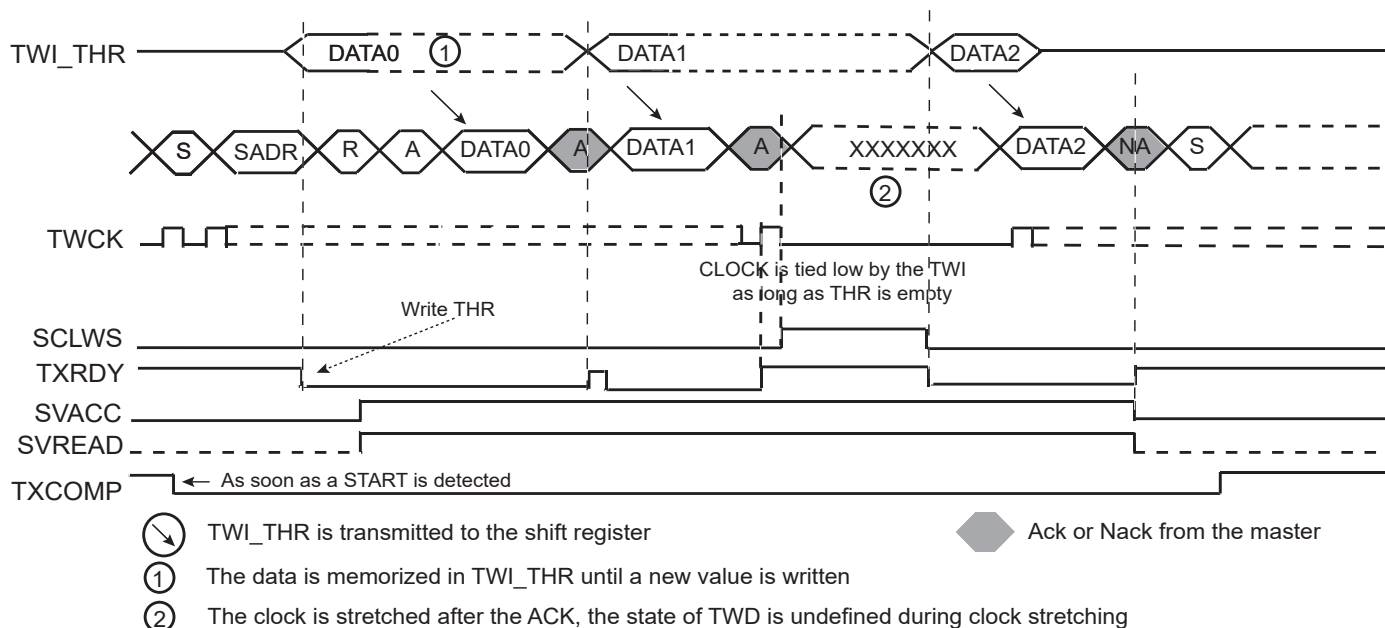 TWI_THR DATA0 1 DATA1 DATA2
S SADR R A DATA0 A DATA1 A XXXXXXX DATA2 NA S
2
TWCK
CLOCK is tied low by the TWI
as long as THR is empty
Write THR
SCLWS
TXRDY
SVACC
SVREAD
TXCOMP As soon as a START is detected
TWI_THR is transmitted to the shift register Ack or Nack from the master
1 The data is memorized in TWI_THR until a new value is written
2 The clock is stretched after the ACK, the state of TWD is undefined during clock stretching